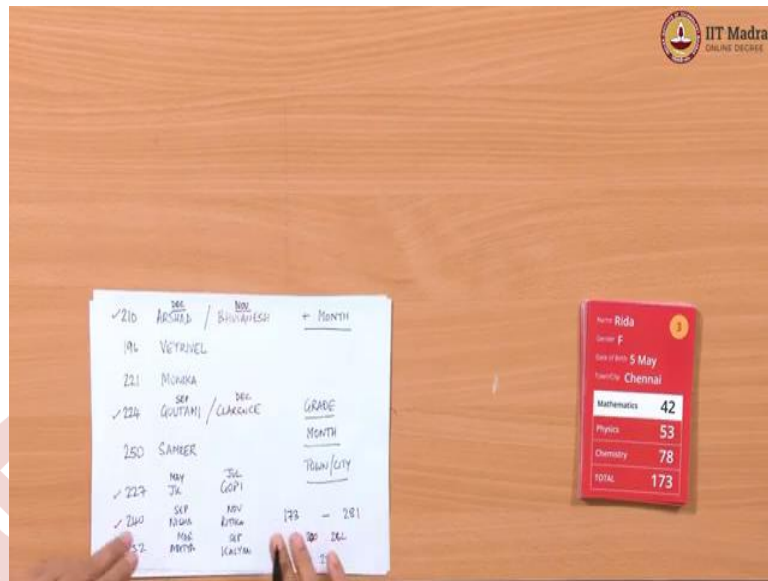 IIT Madra
ONLINE DEGREE
✓210 DEC ARSHAD / NOV BHUVANESH + MONTH
196 VETRIVEL
221 MONIKA
✓224 SEP GOUTAMI / DEC CLARENCE GRADE
MONTH
250 SAMEER
TOWN/CITY
✓227 MAY JK JUL GOPI
✓240 SEP NISHA NOV RITIKA 173 - 281
MAR SEP
Name Rida
3
Gender F
Date of Birth 5 May
Town/City Chennai
Mathematics 42
Physics 53
Chemistry 78
TOTAL 173